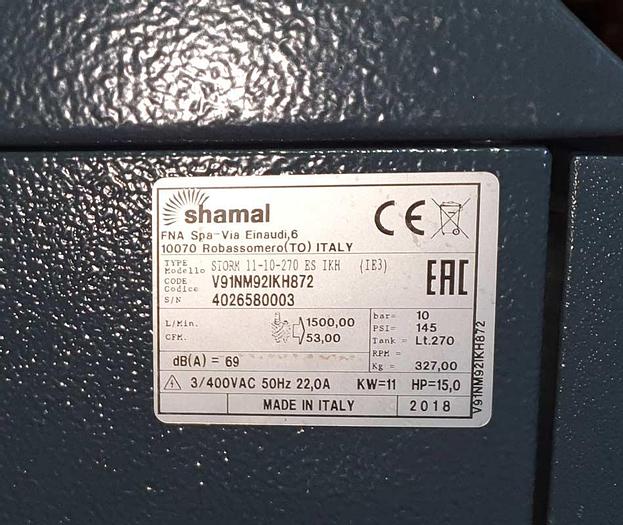 shamal
CE
FNA Spa-Via Einaudi,6
10070 Robassomero(TO) ITALY
TYPE
Modello STORM 11-10-270 ES IKH (IE3)
CODE
Codice V91NM92IKH872
S/N 4026580003
EAC
L/Min. 1500,00
CFM. 53,00
bar= 10
PSI= 145
Tank = Lt.270
RPM =
Kg = 327,00
dB(A) = 69
3/400VAC 50Hz 22,0A KW=11 HP=15,0
MADE IN ITALY 2018
V91NM92IKH872